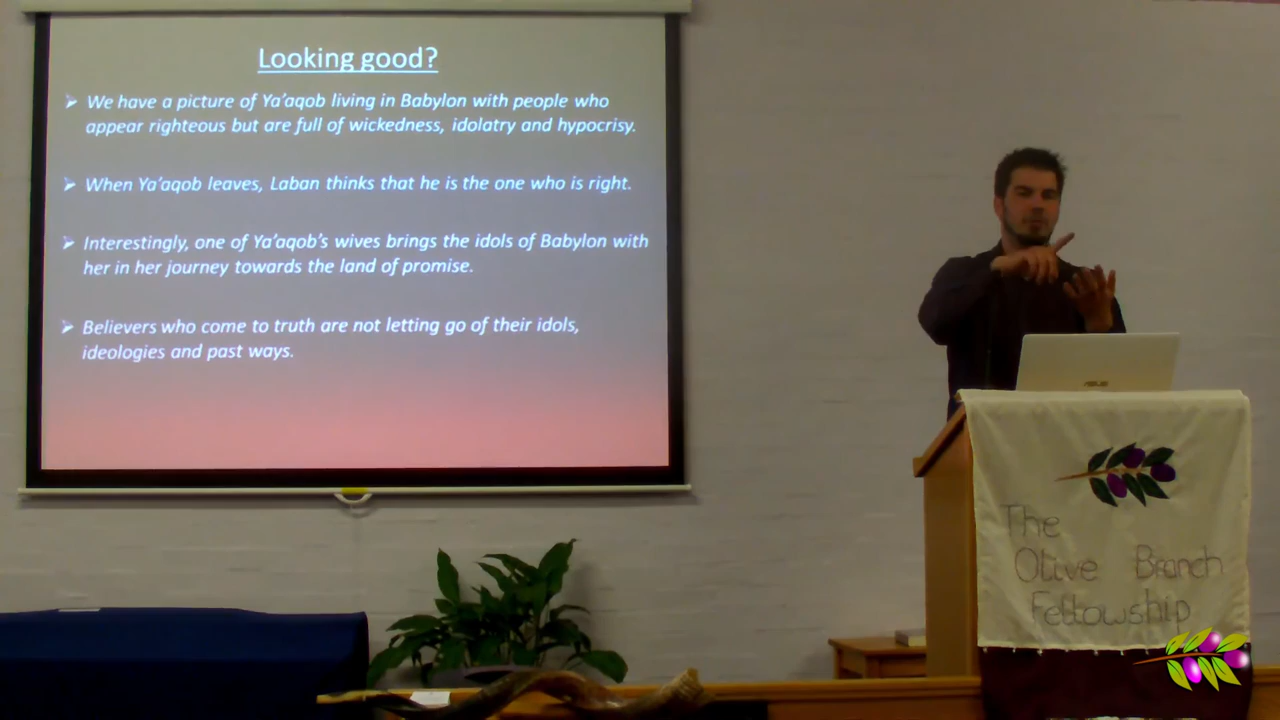 Looking good?
➢ We have a picture of Ya'aqob living in Babylon with people who
appear righteous but are full of wickedness, idolatry and hypocrisy.
➢ When Ya'aqob leaves, Laban thinks that he is the one who is right.
➢ Interestingly, one of Ya'aqob's wives brings the idols of Babylon with
her in her journey towards the land of promise.
➢ Believers who come to truth are not letting go of their idols,
ideologies and past ways.
ASUS
The
Olive Branch
Fellowship